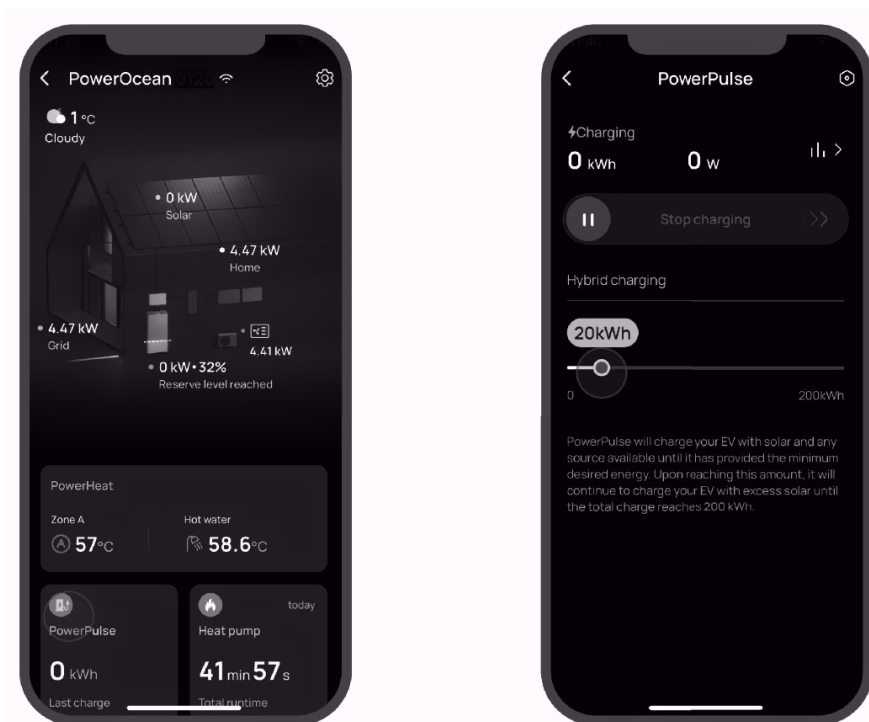 PowerOcean
1 °C
Cloudy
0 kW
Solar
4.47 kW
Home
4.47 kW
Grid
4.41 kW
0 kW•32%
Reserve level reached
PowerHeat
Zone A
Hot water
A 57°C
58.6°C
PowerPulse
0 kWh
Last charge
today
Heat pump
41 min 57 s
Total runtime
PowerPulse
Charging
0 kWh 0 W
Stop charging
Hybrid charging
20kWh
0
200kWh
PowerPulse will charge your EV with solar and any
source available until it has provided the minimum
desired energy. Upon reaching this amount, it will
continue to charge your EV with excess solar until
the total charge reaches 200 kWh.